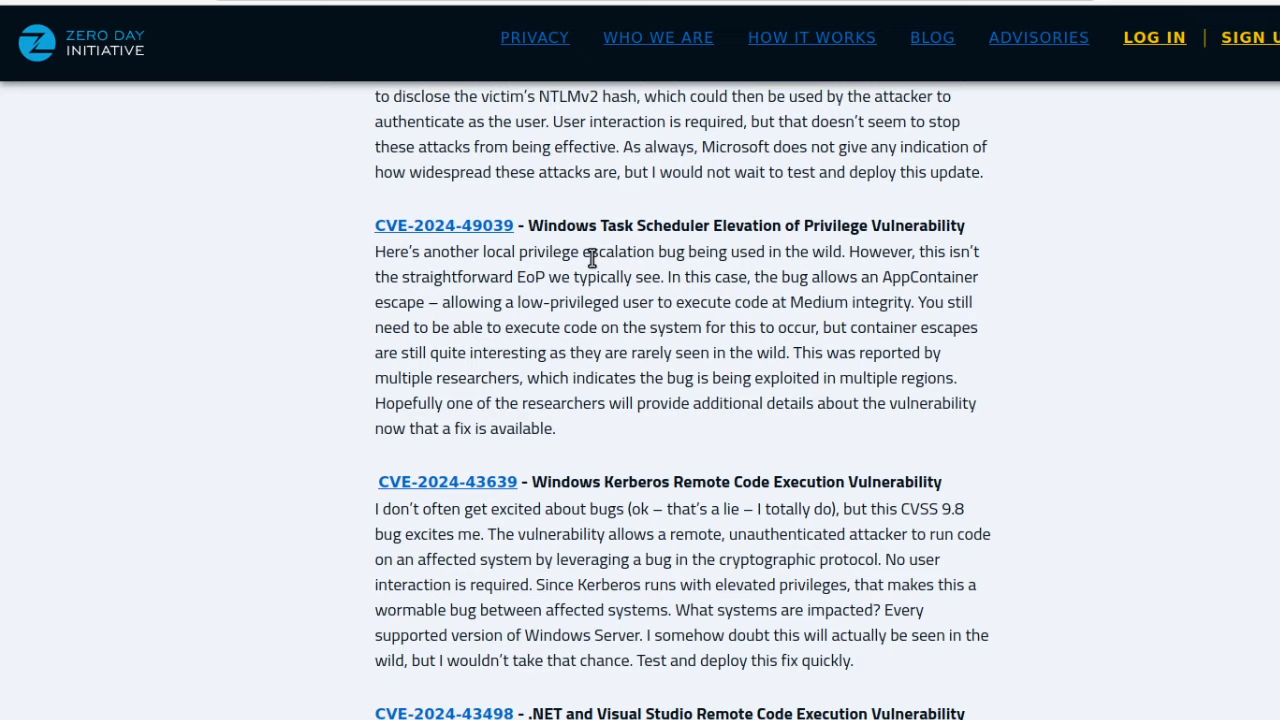 ZERO DAY
INITIATIVE
PRIVACY WHO WE ARE HOW IT WORKS BLOG ADVISORIES LOG IN | SIGN U
to disclose the victim’s NTLMv2 hash, which could then be used by the attacker to
authenticate as the user. User interaction is required, but that doesn’t seem to stop
these attacks from being effective. As always, Microsoft does not give any indication of
how widespread these attacks are, but I would not wait to test and deploy this update.
CVE-2024-49039 - Windows Task Scheduler Elevation of Privilege Vulnerability
Here’s another local privilege escalation bug being used in the wild. However, this isn’t
the straightforward EoP we typically see. In this case, the bug allows an AppContainer
escape – allowing a low-privileged user to execute code at Medium integrity. You still
need to be able to execute code on the system for this to occur, but container escapes
are still quite interesting as they are rarely seen in the wild. This was reported by
multiple researchers, which indicates the bug is being exploited in multiple regions.
Hopefully one of the researchers will provide additional details about the vulnerability
now that a fix is available.
CVE-2024-43639 - Windows Kerberos Remote Code Execution Vulnerability
I don’t often get excited about bugs (ok – that’s a lie – I totally do), but this CVSS 9.8
bug excites me. The vulnerability allows a remote, unauthenticated attacker to run code
on an affected system by leveraging a bug in the cryptographic protocol. No user
interaction is required. Since Kerberos runs with elevated privileges, that makes this a
wormable bug between affected systems. What systems are impacted? Every
supported version of Windows Server. I somehow doubt this will actually be seen in the
wild, but I wouldn’t take that chance. Test and deploy this fix quickly.
CVE-2024-43498 - .NET and Visual Studio Remote Code Execution Vulnerability